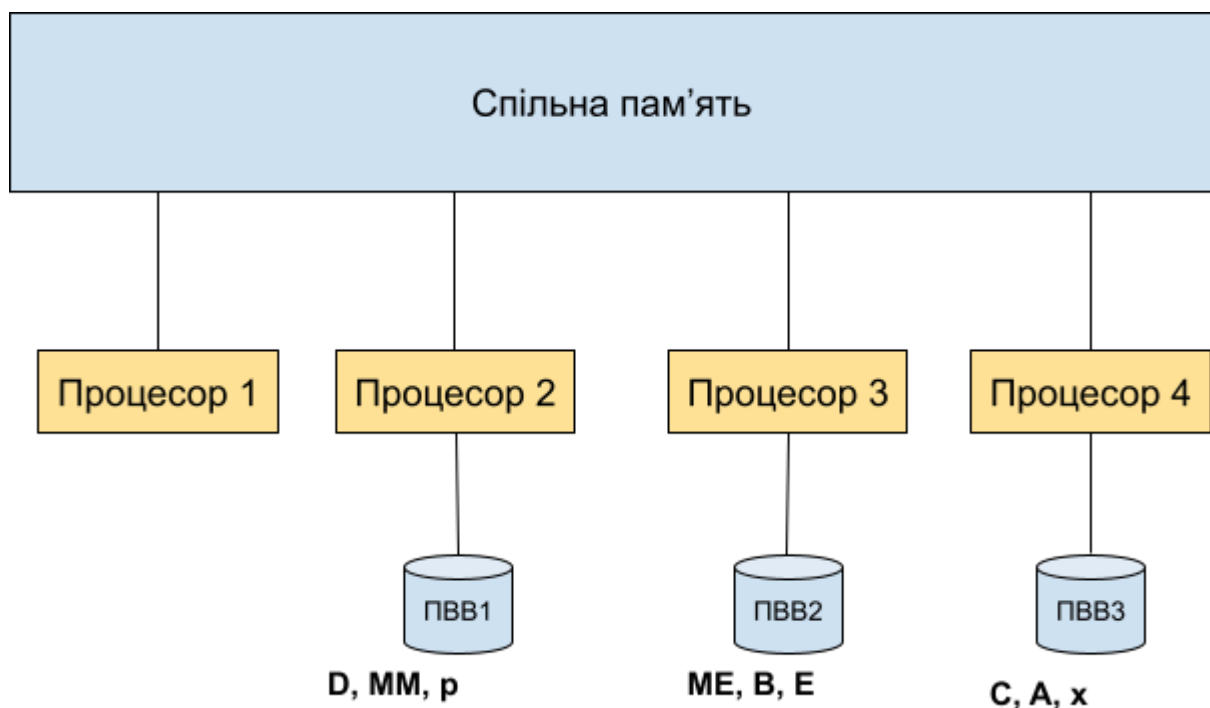 Спільна пам’ять
Процесор 1
Процесор 2
Процесор 3
Процесор 4
ПВВ1
ПВВ2
ПВВ3
D, MM, p
ME, B, E
C, A, x